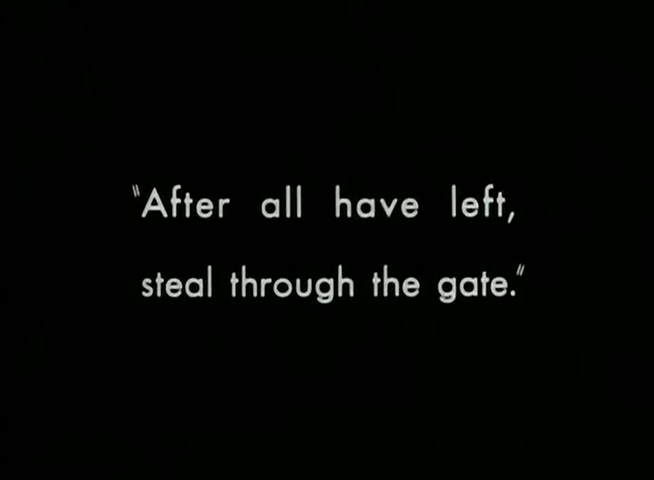 "After all have left,
steal through the gate."